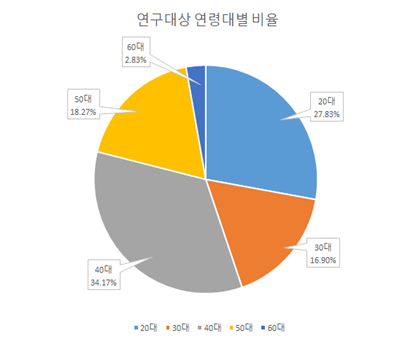 연구대상 연령대별 비율
60대
2.83%
50대
18.27%
20대
27.83%
30대
16.90%
40대
34.17%
20대 30대 40대 50대 60대